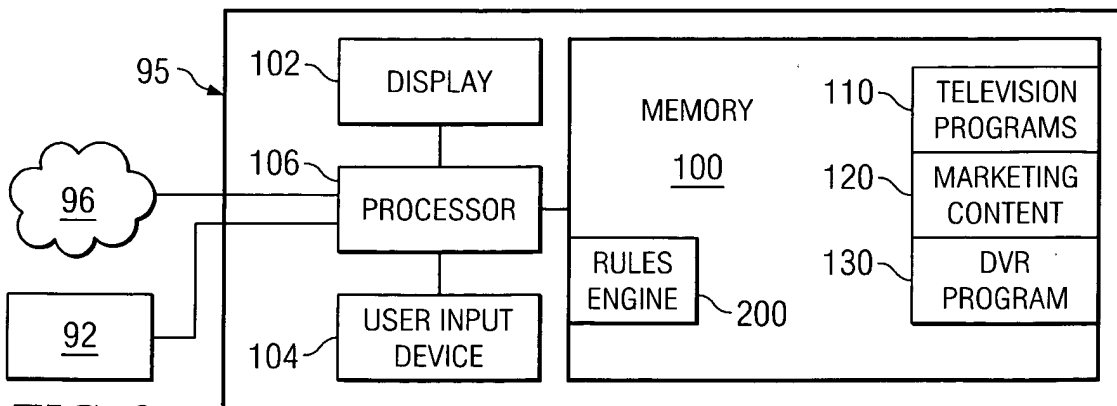 95
102
DISPLAY
106
PROCESSOR
96
92
104
USER INPUT
DEVICE
MEMORY
100
RULES
ENGINE
200
110
TELEVISION
PROGRAMS
120
MARKETING
CONTENT
130
DVR
PROGRAM